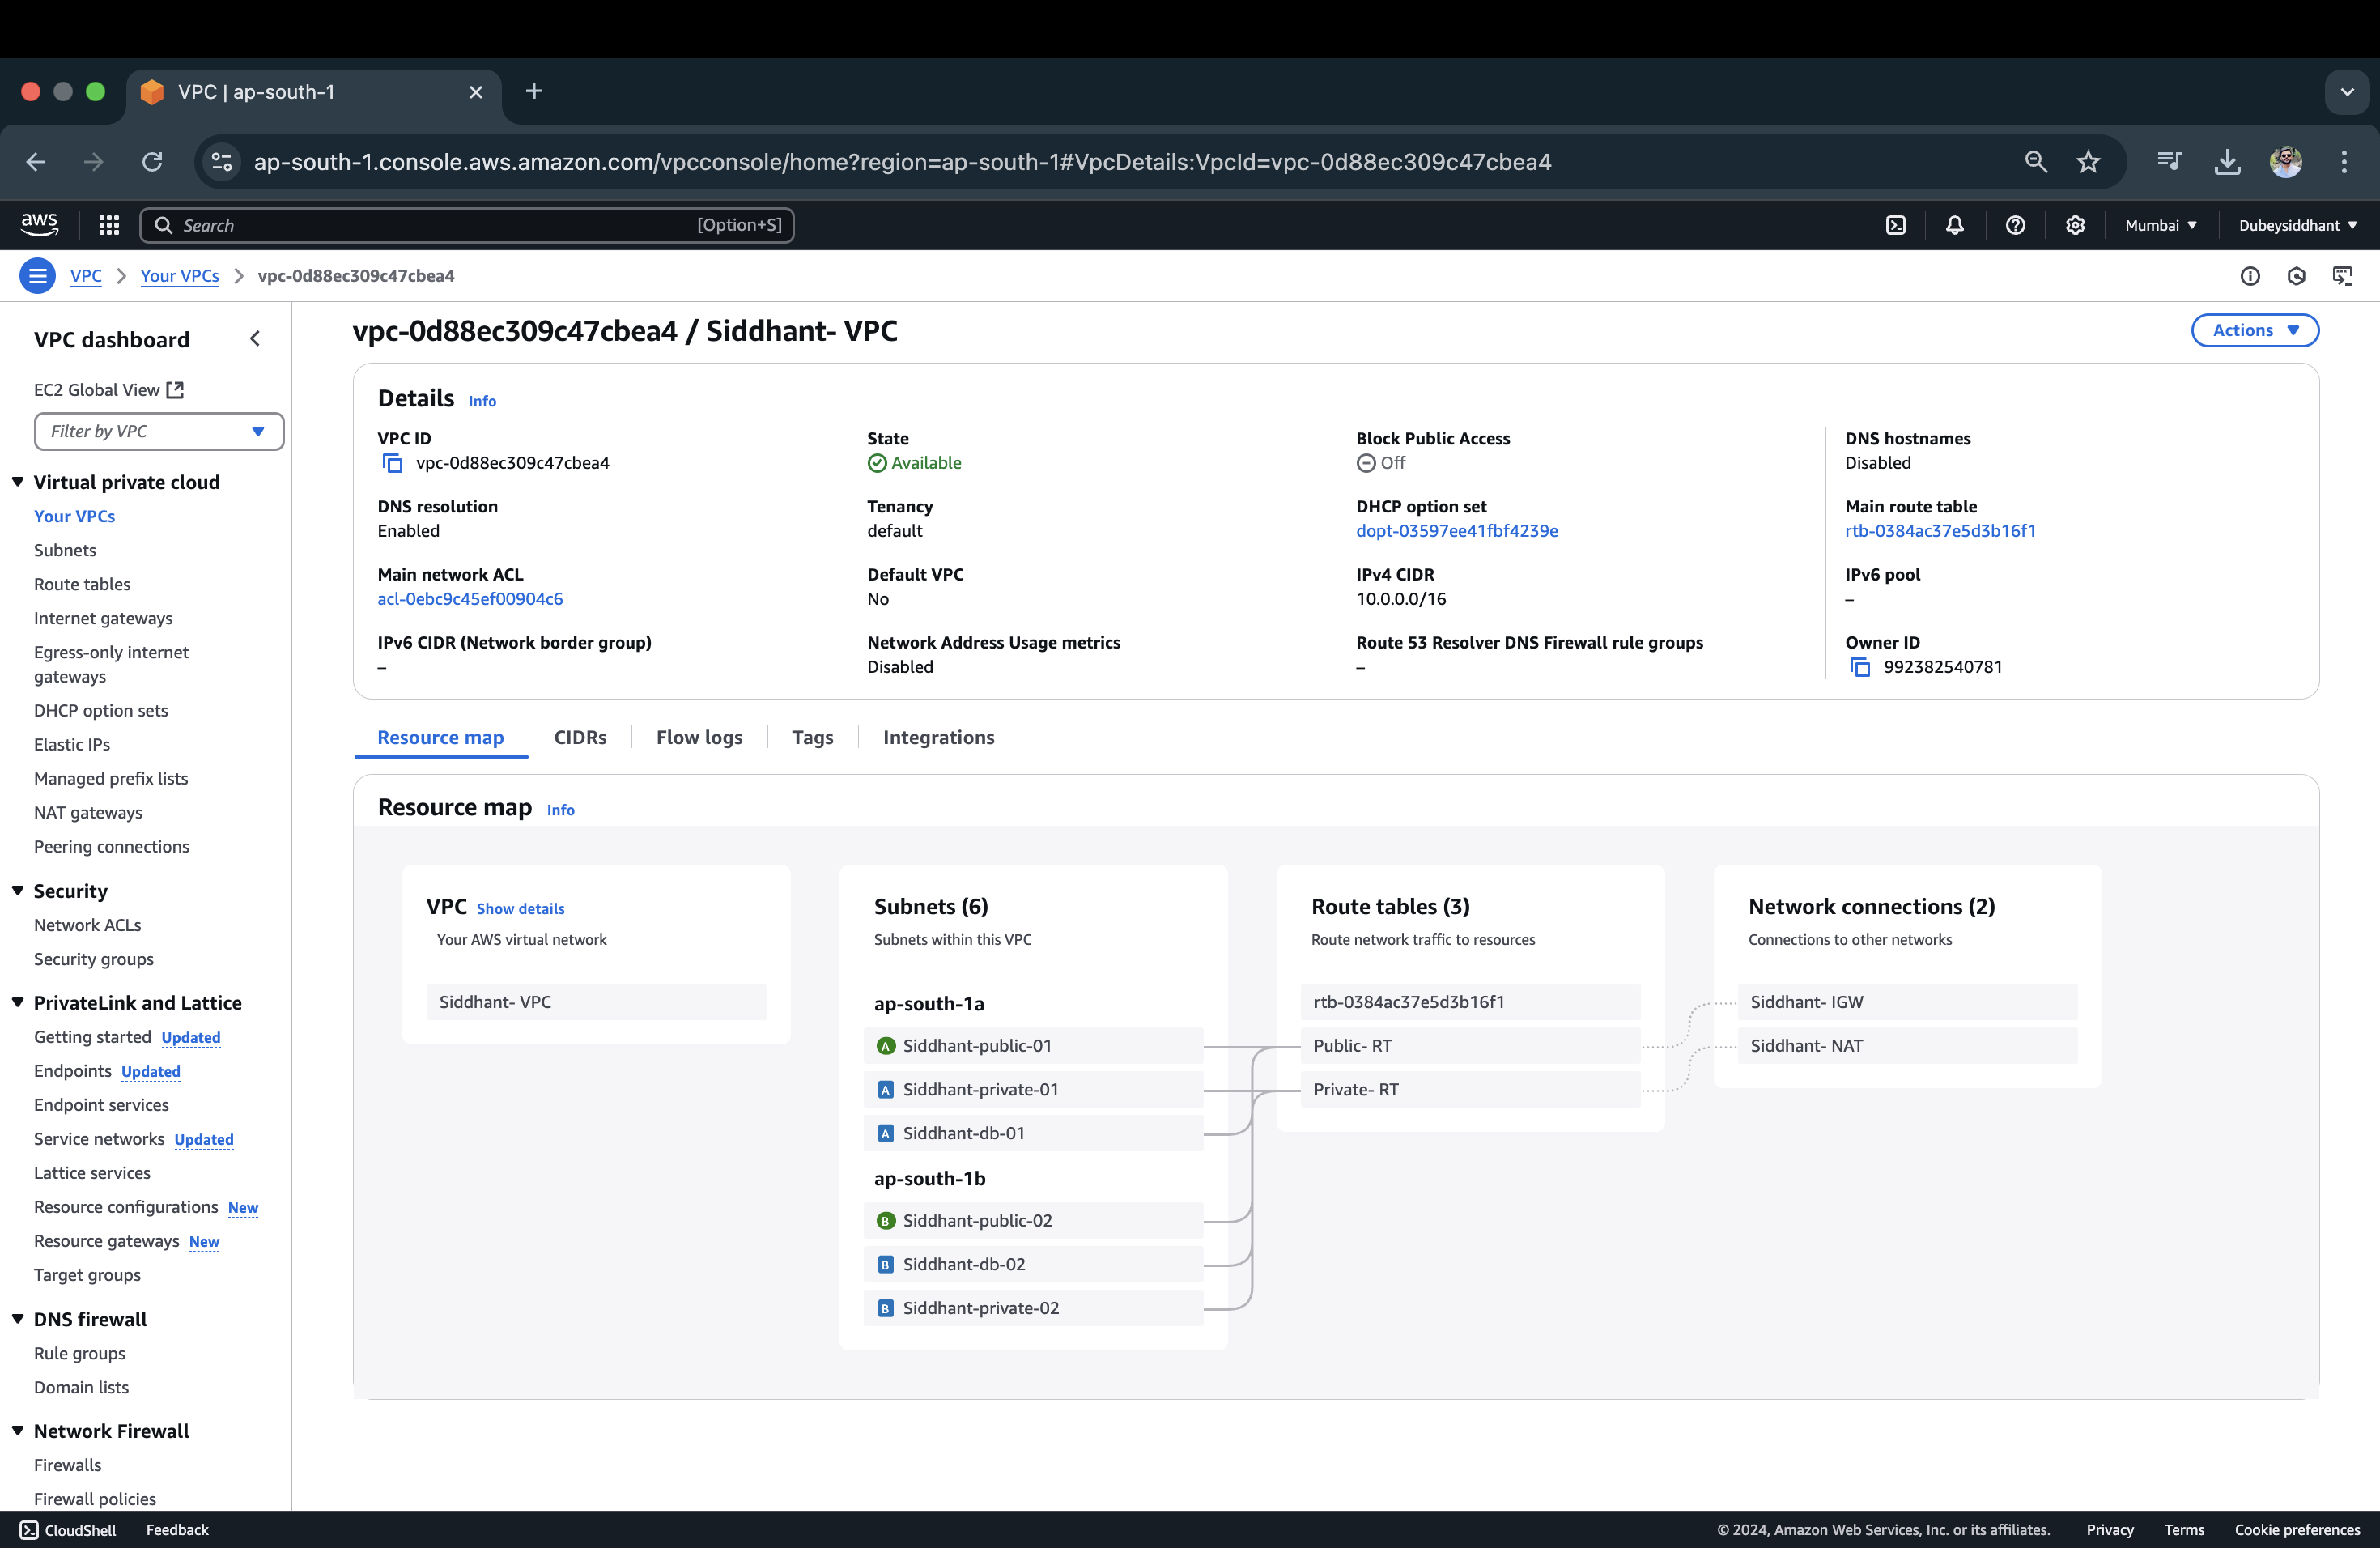 VPC | ap-south-1
ap-south-1.console.aws.amazon.com/vpcconsole/home?region=ap-south-1#VpcDetails:VpcId=vpc-0d88ec309c47cbea4
aws
Search
[Option+S]
Mumbai
Dubeysiddhant
VPC
Your VPCs
vpc-0d88ec309c47cbea4
VPC dashboard
EC2 Global View
Filter by VPC
Virtual private cloud
Your VPCs
Subnets
Route tables
Internet gateways
Egress-only internet
gateways
DHCP option sets
Elastic IPs
Managed prefix lists
NAT gateways
Peering connections
Security
Network ACLs
Security groups
PrivateLink and Lattice
Getting started Updated
Endpoints Updated
Endpoint services
Service networks Updated
Lattice services
Resource configurations New
Resource gateways New
Target groups
DNS firewall
Rule groups
Domain lists
Network Firewall
Firewalls
Firewall policies
vpc-0d88ec309c47cbea4 / Siddhant- VPC
Actions
Details Info
VPC ID
vpc-0d88ec309c47cbea4
State
Available
Block Public Access
Off
DNS hostnames
Disabled
DNS resolution
Enabled
Tenancy
default
DHCP option set
dopt-03597ee41fbf4239e
Main route table
rtb-0384ac37e5d3b16f1
Main network ACL
acl-0ebc9c45ef00904c6
Default VPC
No
IPv4 CIDR
10.0.0.0/16
IPv6 pool
–
IPv6 CIDR (Network border group)
–
Network Address Usage metrics
Disabled
Route 53 Resolver DNS Firewall rule groups
–
Owner ID
992382540781
Resource map
CIDRs
Flow logs
Tags
Integrations
Resource map Info
VPC Show details
Your AWS virtual network
Siddhant- VPC
Subnets (6)
Subnets within this VPC
ap-south-1a
A Siddhant-public-01
A Siddhant-private-01
A Siddhant-db-01
ap-south-1b
B Siddhant-public-02
B Siddhant-db-02
B Siddhant-private-02
Route tables (3)
Route network traffic to resources
rtb-0384ac37e5d3b16f1
Public- RT
Private- RT
Network connections (2)
Connections to other networks
Siddhant- IGW
Siddhant- NAT
CloudShell
Feedback
© 2024, Amazon Web Services, Inc. or its affiliates.
Privacy
Terms
Cookie preferences